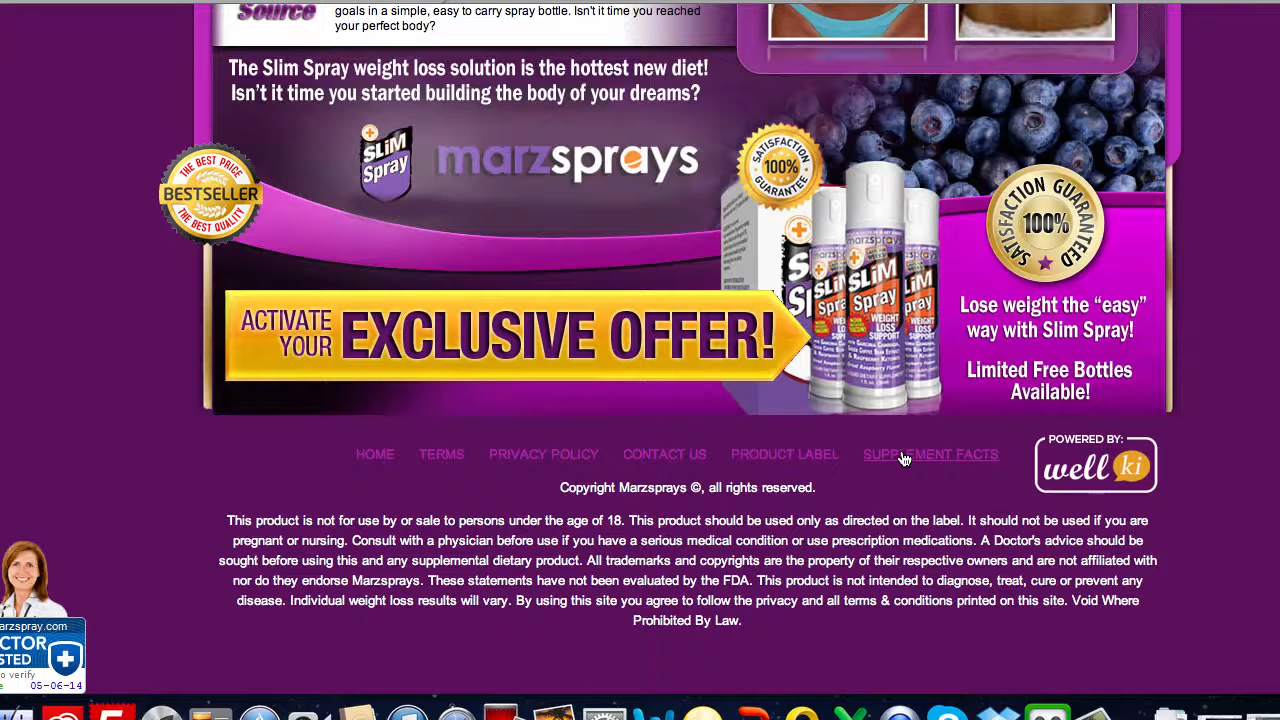 Source
goals in a simple, easy to carry spray bottle. Isn't it time you reached
your perfect body?
The Slim Spray weight loss solution is the hottest new diet!
Isn't it time you started building the body of your dreams?
SLiM
Spray
marzsprays
THE BEST PRICE
BESTSELLER
THE BEST QUALITY
SATISFACTION
100%
GUARANTEE
SATISFACTION GUARANTEED
100%
marzsprays
SLiM
Spray
WEIGHT
LOSS
SUPPORT
ACTIVATE
YOUR
EXCLUSIVE OFFER!
Lose weight the “easy”
way with Slim Spray!
Limited Free Bottles
Available!
HOME
TERMS
PRIVACY POLICY
CONTACT US
PRODUCT LABEL
SUPPLEMENT FACTS
POWERED BY:
well ki
Copyright Marzsprays ©, all rights reserved.
This product is not for use by or sale to persons under the age of 18. This product should be used only as directed on the label. It should not be used if you are
pregnant or nursing. Consult with a physician before use if you have a serious medical condition or use prescription medications. A Doctor's advice should be
sought before using this and any supplemental dietary product. All trademarks and copyrights are the property of their respective owners and are not affiliated with
nor do they endorse Marzsprays. These statements have not been evaluated by the FDA. This product is not intended to diagnose, treat, cure or prevent any
disease. Individual weight loss results will vary. By using this site you agree to follow the privacy and all terms & conditions printed on this site. Void Where
Prohibited By Law.
arzspray.com
CTOR
STED
o verify
05-06-14